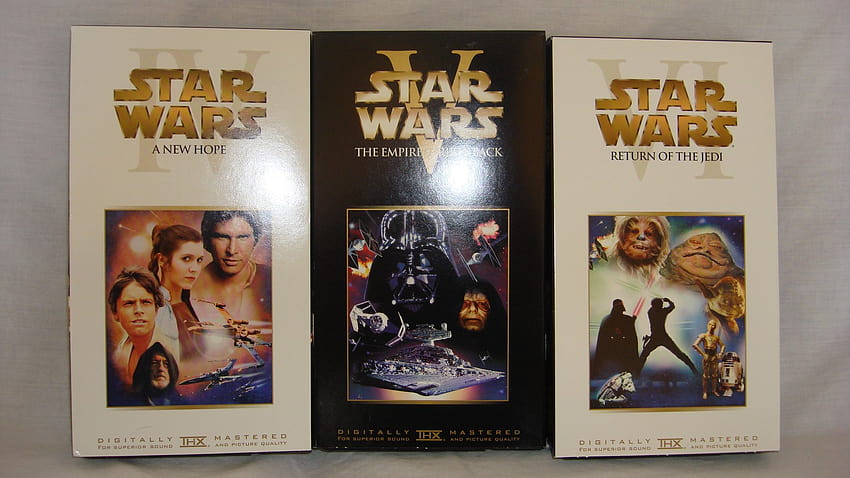 IV
STAR
WARS
A NEW HOPE
DIGITALLY THX MASTERED
FOR SUPERIOR SOUND AND PICTURE QUALITY
V
STAR
WARS
THE EMPIRE BACK
DIGITALLY THX MASTERED
FOR SUPERIOR SOUND AND PICTURE QUALITY
VI
STAR
WARS
RETURN OF THE JEDI
DIGITALLY THX MASTERED
FOR SUPERIOR SOUND AND PICTURE QUALITY